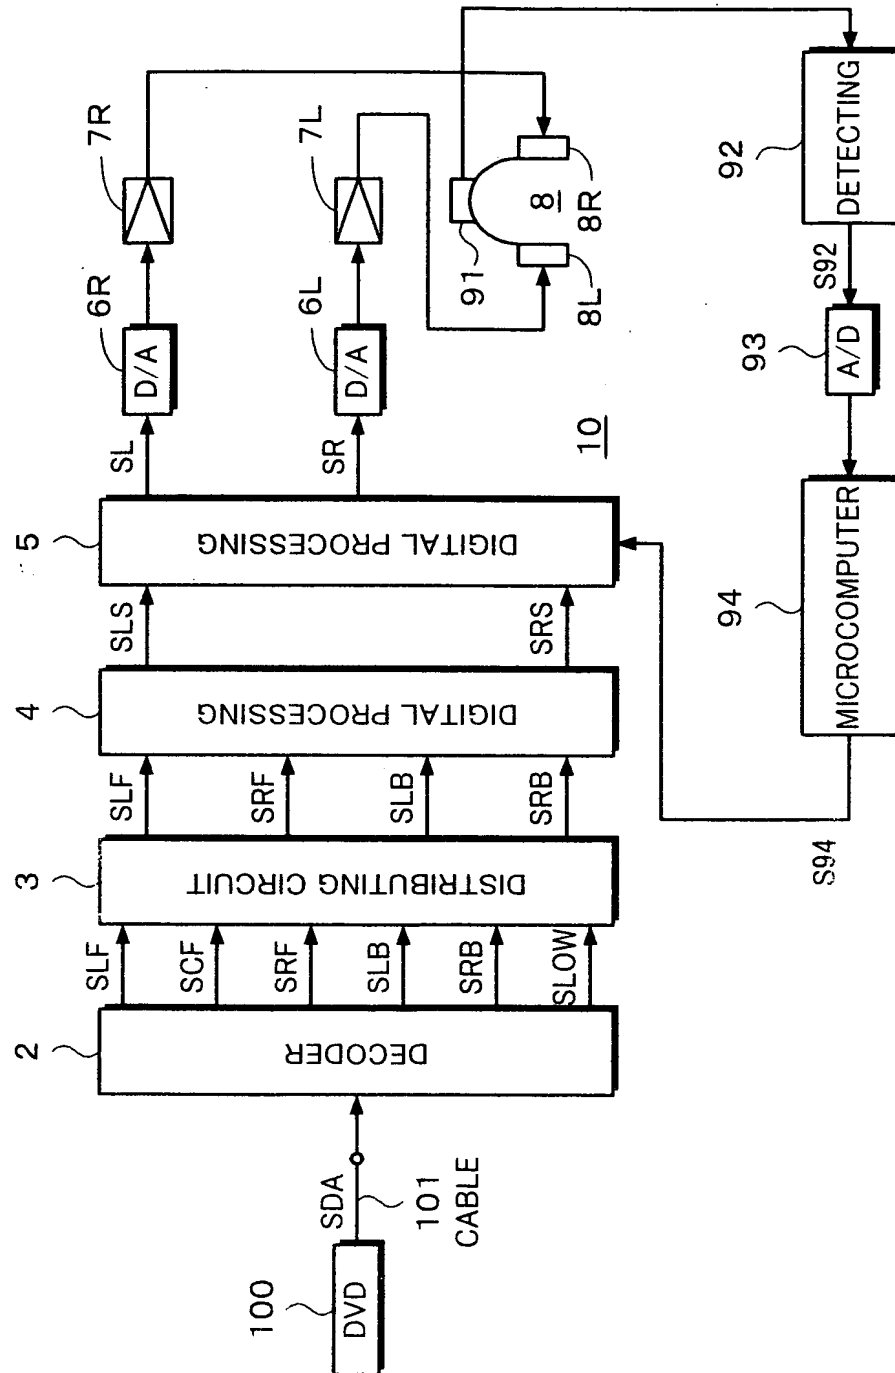 100
DVD
SDA
101
CABLE
2
DECODER
SLF
SCF
SRF
SLB
SRB
SLOW
3
DISTRIBUTING CIRCUIT
SLF
SRF
SLB
SRB
4
DIGITAL PROCESSING
SLS
SRS
5
DIGITAL PROCESSING
SL
SR
6R
D/A
6L
D/A
7R
7L
10
91
8
8L
8R
92
DETECTING
S92
93
A/D
94
MICROCOMPUTER
S94